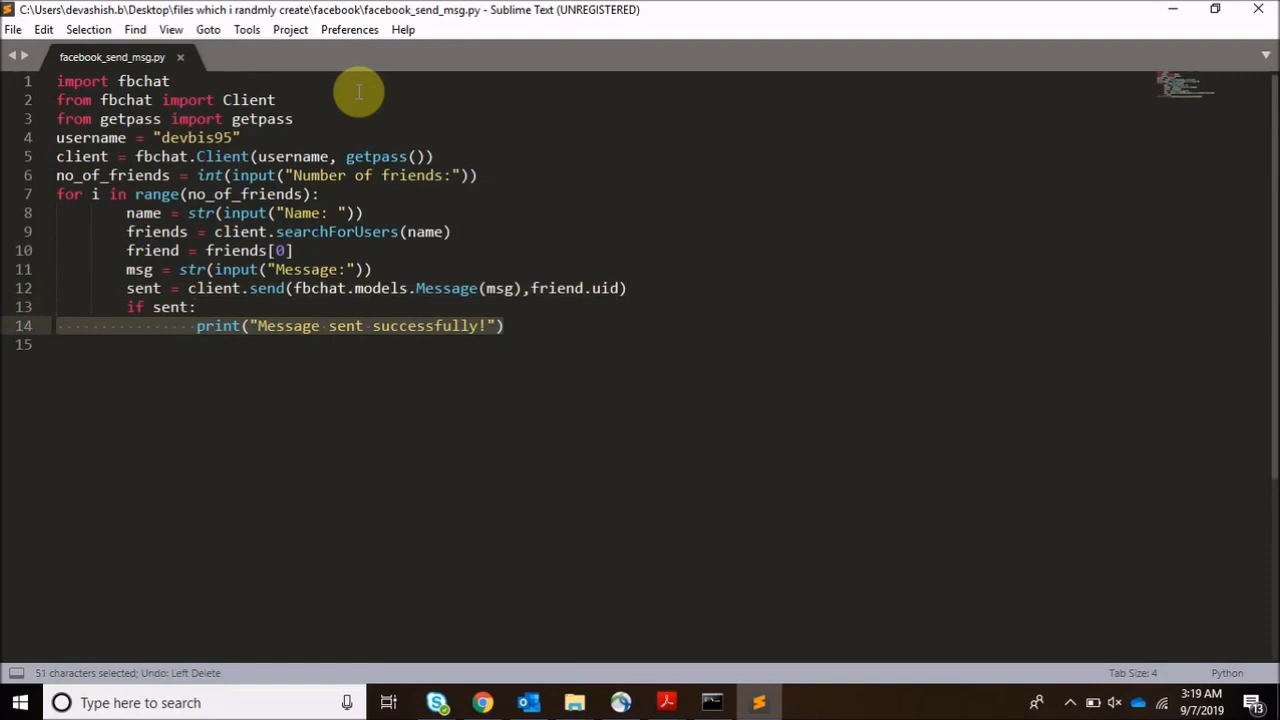 C:\Users\devashish.b\Desktop\files which i randmly create\facebook\facebook_send_msg.py - Sublime Text (UNREGISTERED)
File Edit Selection Find View Goto Tools Project Preferences Help
facebook_send_msg.py
1 import fbchat
2 from fbchat import Client
3 from getpass import getpass
4 username = "devbis95"
5 client = fbchat.Client(username, getpass())
6 no_of_friends = int(input("Number of friends:"))
7 for i in range(no_of_friends):
8 name = str(input("Name: "))
9 friends = client.searchForUsers(name)
10 friend = friends[0]
11 msg = str(input("Message:"))
12 sent = client.send(fbchat.models.Message(msg),friend.uid)
13 if sent:
14 print("Message sent successfully!")
15
51 characters selected; Undo: Left Delete Tab Size: 4 Python
Type here to search
3:19 AM
9/7/2019
13